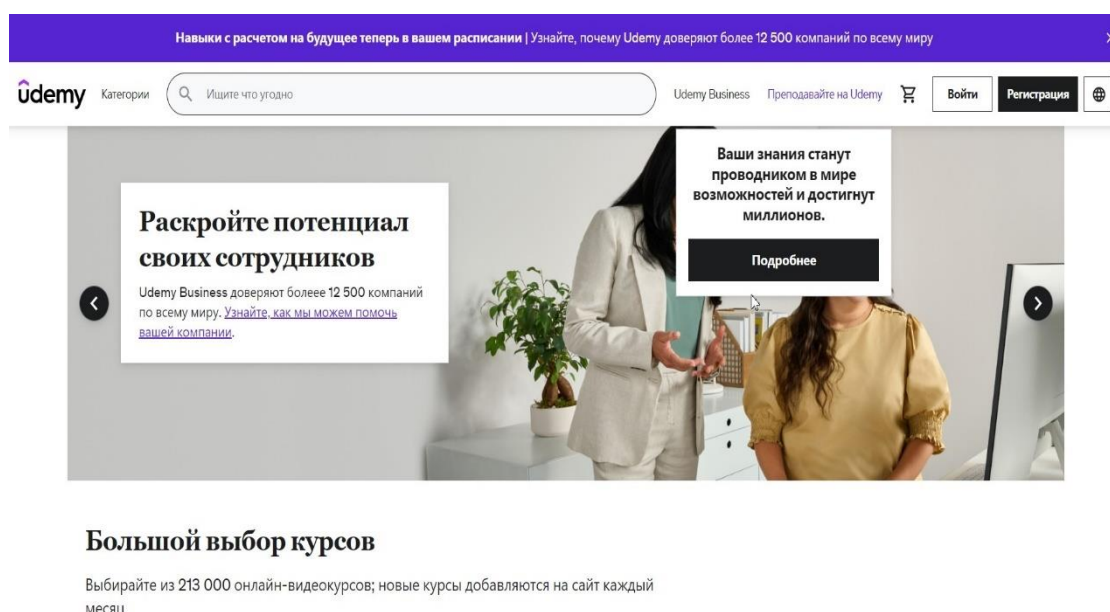 Навыки с расчетом на будущее теперь в вашем расписании | Узнайте, почему Udemy доверяют более 12 500 компаний по всему миру
ûdemy Категории Ищите что угодно Udemy Business Преподавайте на Udemy Войти Регистрация
Ваши знания станут
проводником в мире
возможностей и достигнут
миллионов.
Подробнее
Раскройте потенциал
своих сотрудников
Udemy Business доверяют болеее 12 500 компаний
по всему миру. Узнайте, как мы можем помочь
вашей компании.
Большой выбор курсов
Выбирайте из 213 000 онлайн-видеокурсов; новые курсы добавляются на сайт каждый
месяц